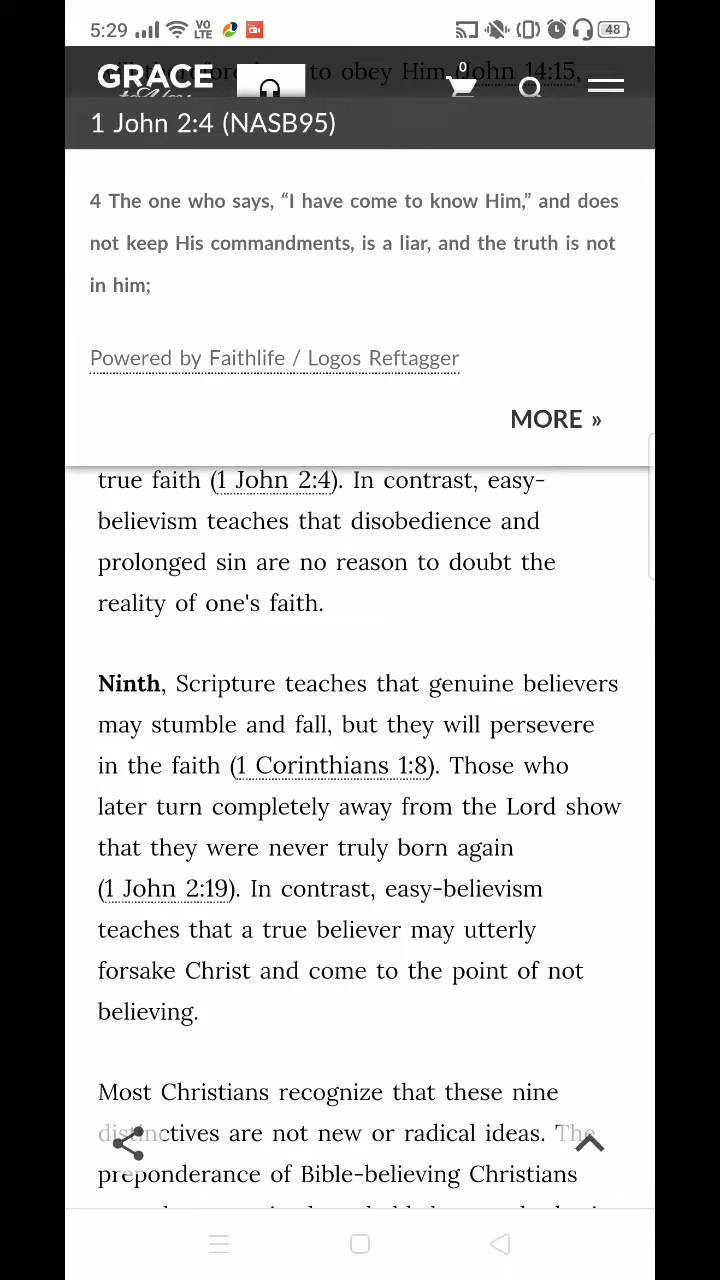 5:29 VO LTE 48
to obey Him (John 14:15,
GRACE
to You
0
1 John 2:4 (NASB95)
4 The one who says, “I have come to know Him,” and does
not keep His commandments, is a liar, and the truth is not
in him;
Powered by Faithlife / Logos Reftagger
MORE »
true faith (1 John 2:4). In contrast, easy-
believism teaches that disobedience and
prolonged sin are no reason to doubt the
reality of one's faith.
Ninth, Scripture teaches that genuine believers
may stumble and fall, but they will persevere
in the faith (1 Corinthians 1:8). Those who
later turn completely away from the Lord show
that they were never truly born again
(1 John 2:19). In contrast, easy-believism
teaches that a true believer may utterly
forsake Christ and come to the point of not
believing.
Most Christians recognize that these nine
distinctives are not new or radical ideas. The
preponderance of Bible-believing Christians